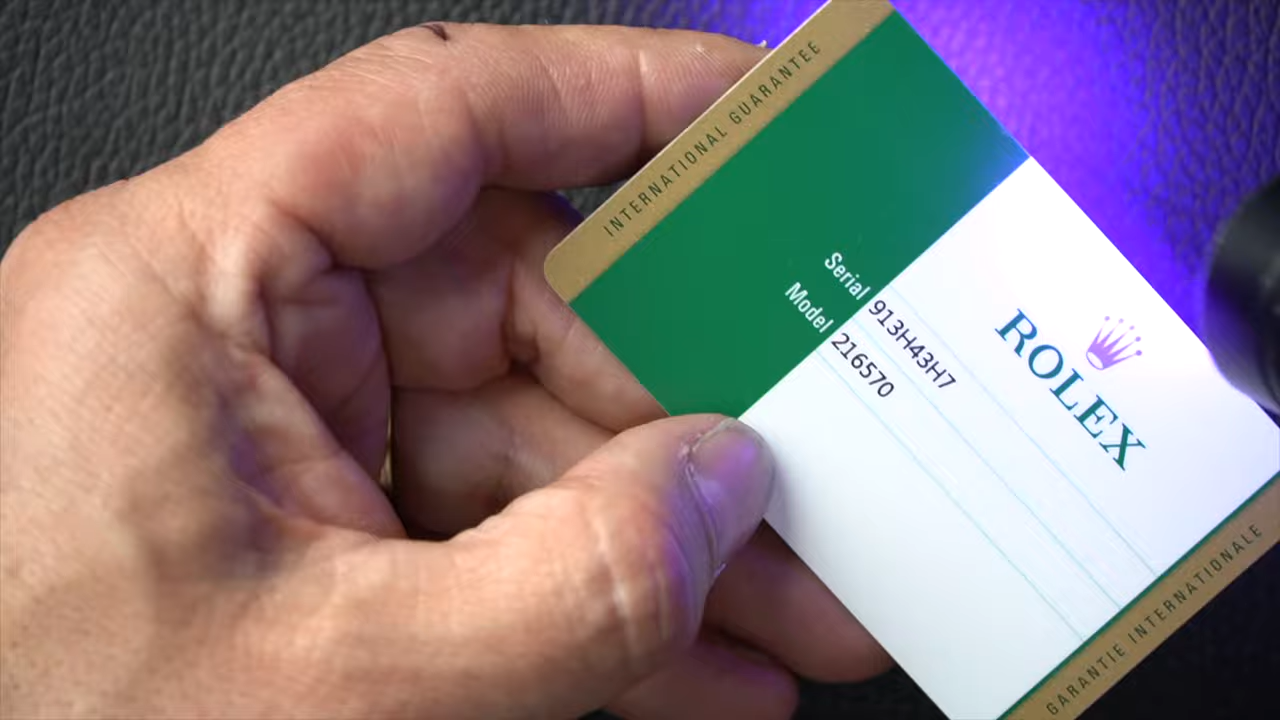 INTERNATIONAL GUARANTEE
Serial 913H43H7
Model 216570
ROLEX
GARANTIE INTERNATIONALE